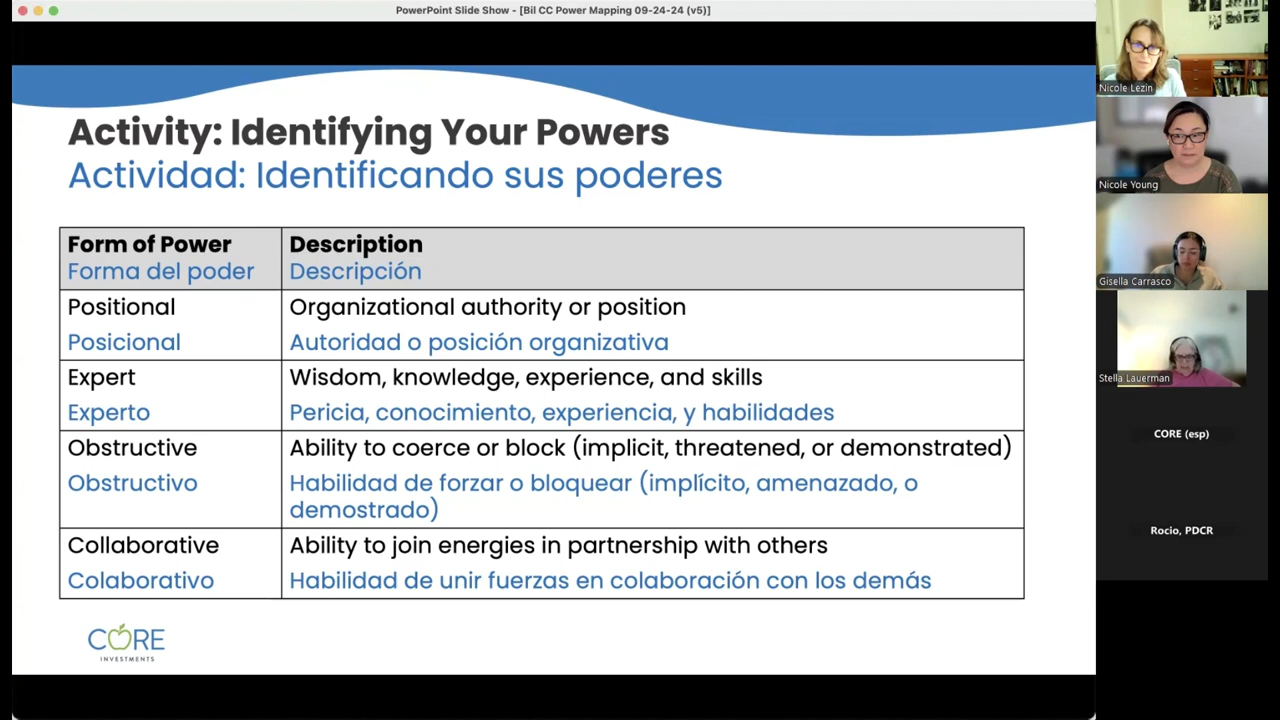 PowerPoint Slide Show - [Bil CC Power Mapping 09-24-24 (v5)]
Activity: Identifying Your Powers
Actividad: Identificando sus poderes
Form of Power
Forma del poder
Description
Descripción
Positional
Posicional
Organizational authority or position
Autoridad o posición organizativa
Expert
Experto
Wisdom, knowledge, experience, and skills
Pericia, conocimiento, experiencia, y habilidades
Obstructive
Obstructivo
Ability to coerce or block (implicit, threatened, or demonstrated)
Habilidad de forzar o bloquear (implícito, amenazado, o
demostrado)
Collaborative
Colaborativo
Ability to join energies in partnership with others
Habilidad de unir fuerzas en colaboración con los demás
CORE
INVESTMENTS
Nicole Lezin
Nicole Young
Gisella Carrasco
Stella Lauerman
CORE (esp)
Rocio, PDCR